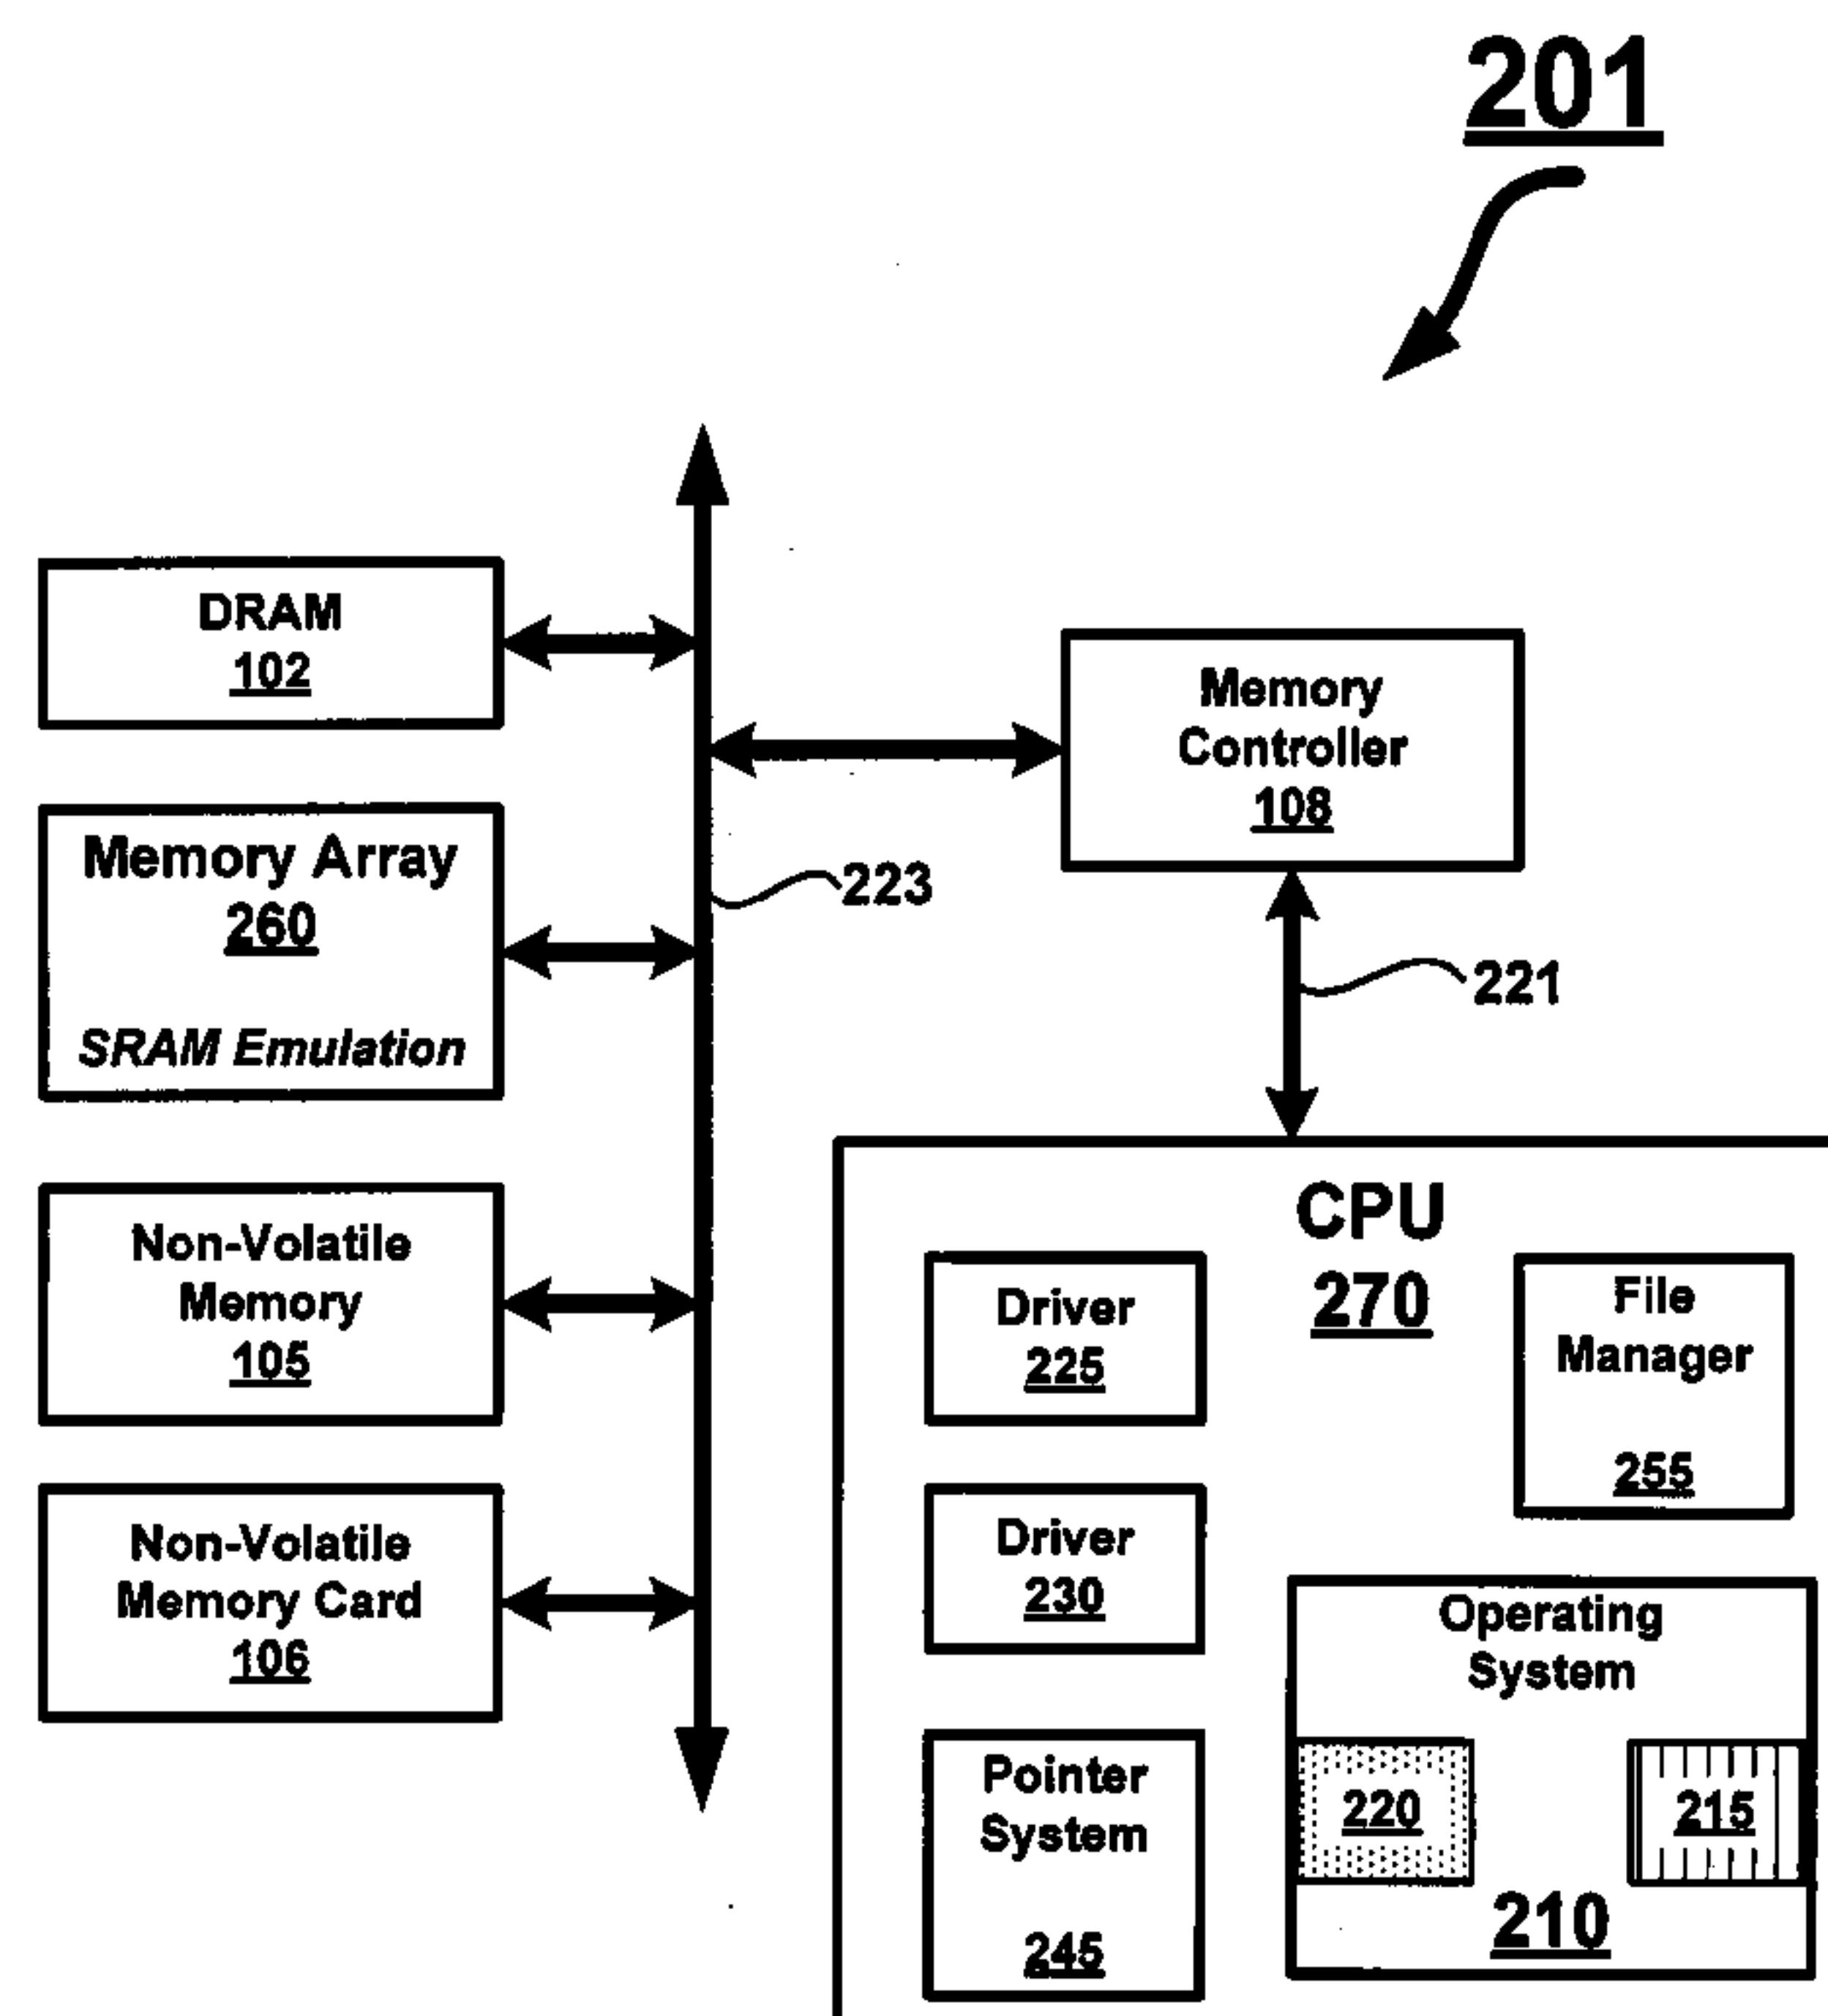 201
DRAM
102
Memory
Controller
108
Memory Array
260
SRAM Emulation
223
221
Non-Volatile
Memory
105
Non-Volatile
Memory Card
106
CPU
270
Driver
225
File
Manager
255
Driver
230
Operating
System
220
215
210
Pointer
System
245